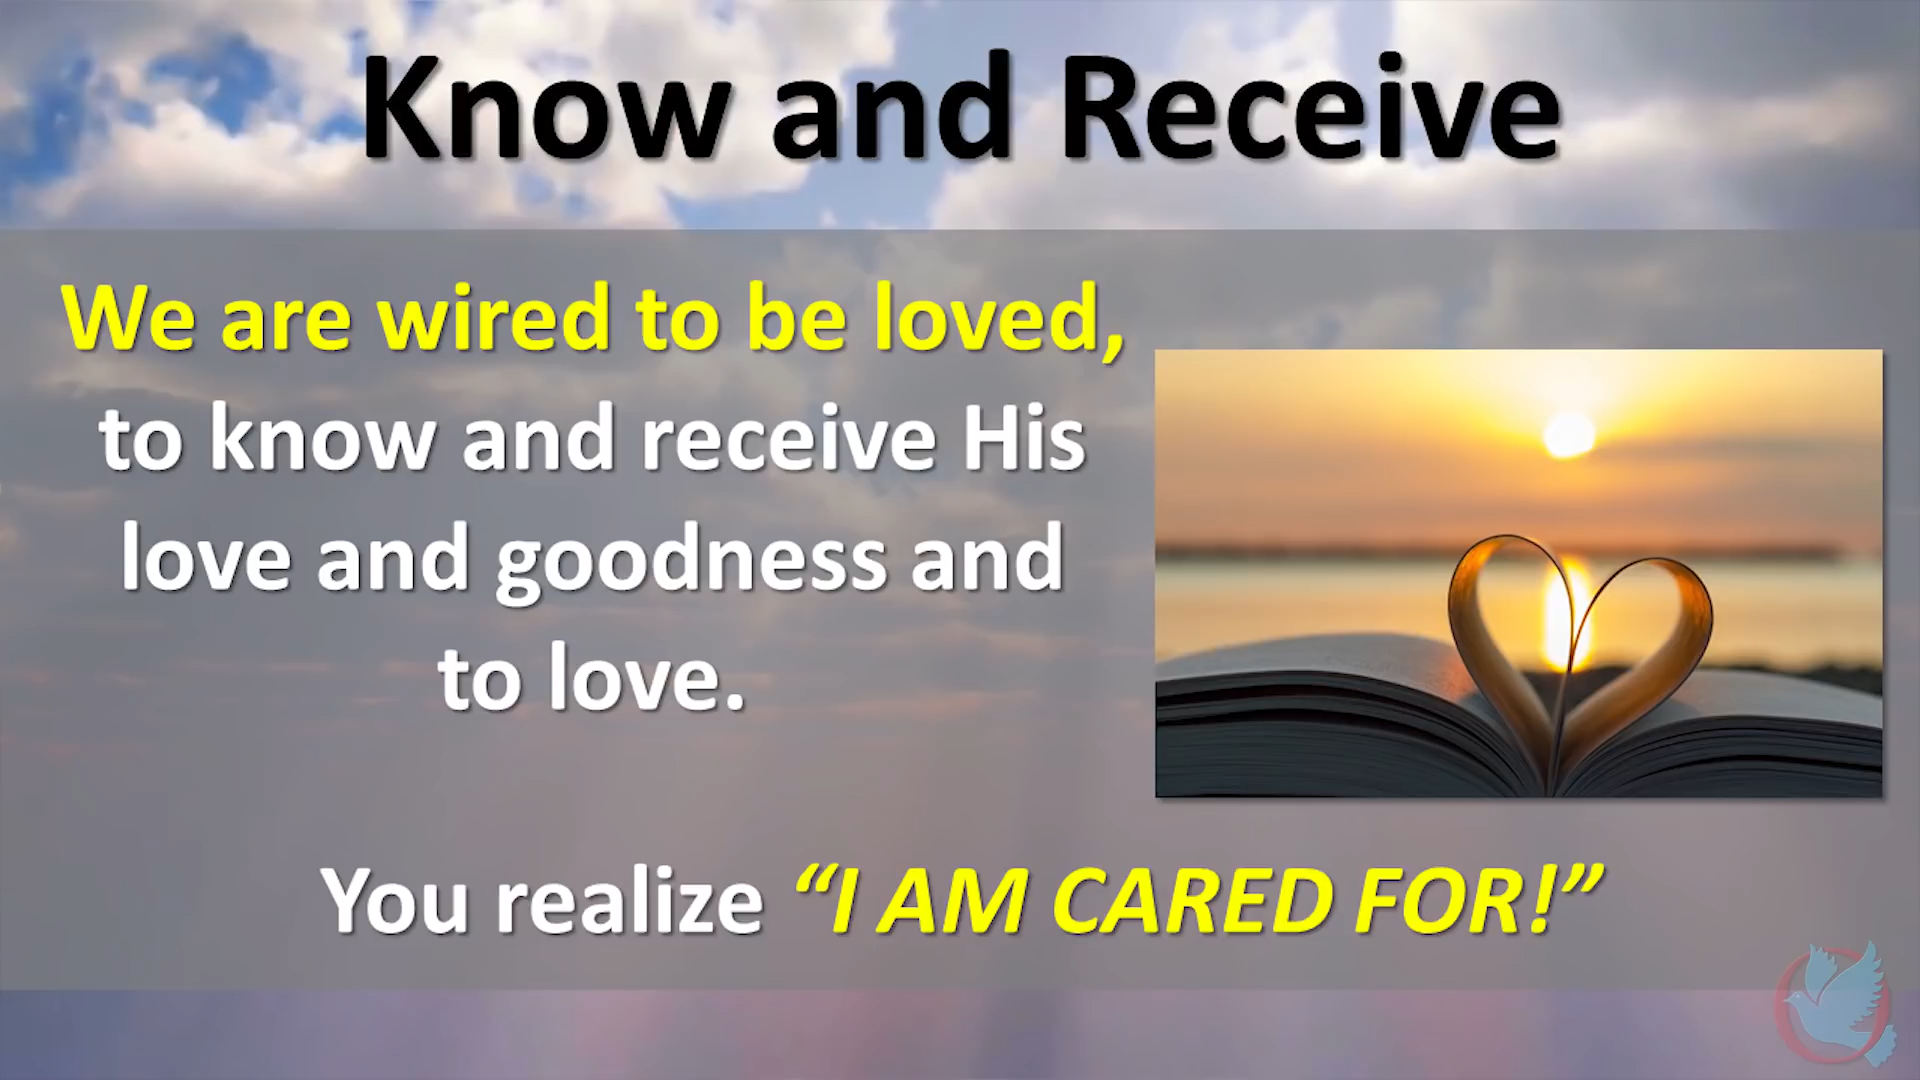 Know and Receive
We are wired to be loved,
to know and receive His
love and goodness and
to love.
You realize “I AM CARED FOR!”